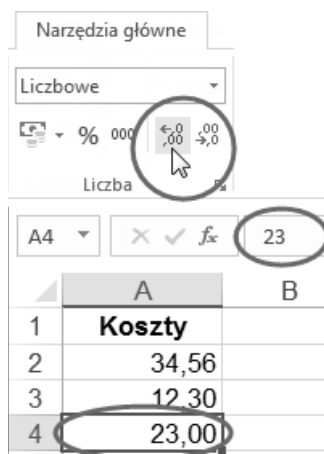 Narzędzia główne
Liczbowe
% 000 ←0 ,00 ,00 →,0
Liczba
A4 fx 23
A B
1 Koszty
2 34,56
3 12,30
4 23,00